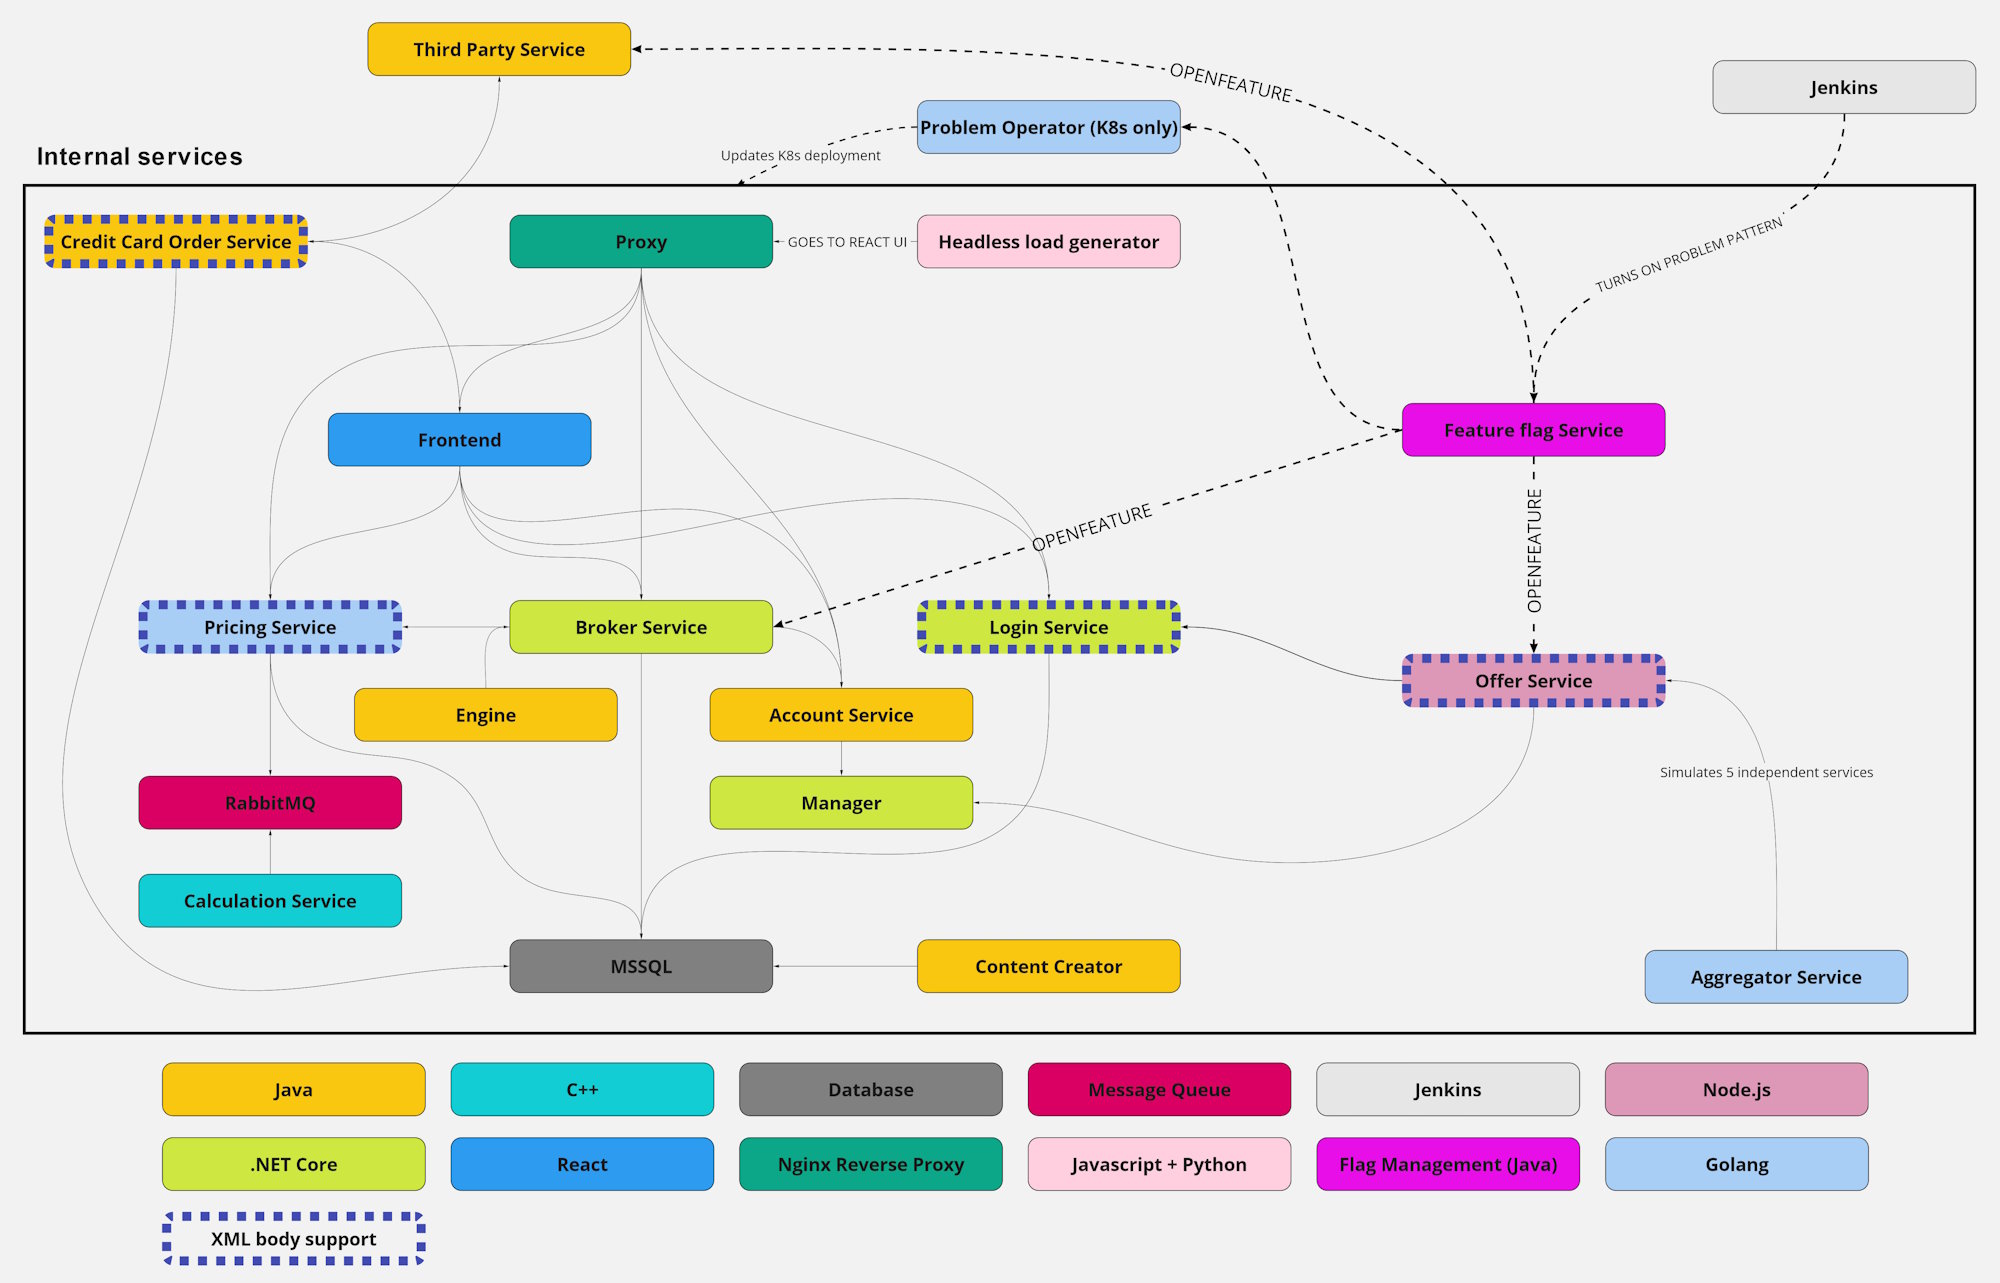 Third Party Service
OPENFEATURE
Jenkins
Problem Operator (K8s only)
Updates K8s deployment
Internal services
Credit Card Order Service
Proxy
GOES TO REACT UI
Headless load generator
TURNS ON PROBLEM PATTERN
Frontend
Feature flag Service
OPENFEATURE
OPENFEATURE
Pricing Service
Broker Service
Login Service
Offer Service
Engine
Account Service
Simulates 5 independent services
RabbitMQ
Manager
Calculation Service
MSSQL
Content Creator
Aggregator Service
Java
C++
Database
Message Queue
Jenkins
Node.js
.NET Core
React
Nginx Reverse Proxy
Javascript + Python
Flag Management (Java)
Golang
XML body support